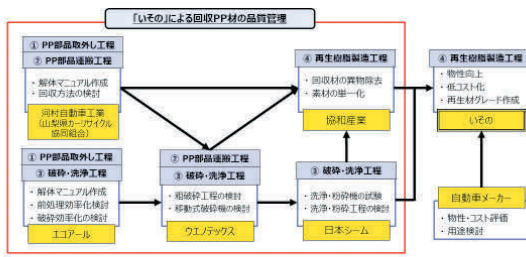 「いその」による回収PP材の品質管理
① PP部品取外し工程
② PP部品運搬工程
・解体マニュアル作成
・回収方法の検討
河村自動車工業
(山梨県カーリサイクル
協同組合)
④ 再生樹脂製造工程
・回収材の異物除去
・素材の単一化
協和産業
④ 再生樹脂製造工程
・物性向上
・低コスト化
・再生材グレード作成
いその
① PP部品取外し工程
③ 破砕・洗浄工程
・解体マニュアル作成
・前処理効率化検討
・破砕効率化の検討
エコアール
② PP部品運搬工程
③ 破砕・洗浄工程
・粗破砕工程の検討
・移動式破砕機の検討
ウエノテックス
③ 破砕・洗浄工程
・洗浄・粉砕機の試験
・洗浄・粉砕工程の検討
日本シーム
自動車メーカー
・物性・コスト評価
・用途検討